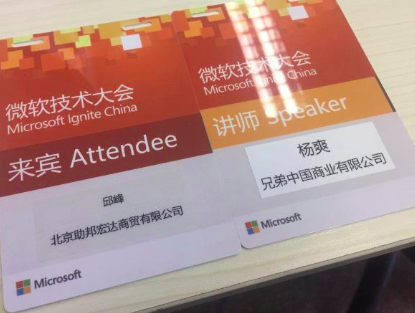 微软技术大会
Microsoft Ignite China
来宾 Attendee
邱峰
北京助邦宏达商贸有限公司
Microsoft
微软技术大会
Microsoft Ignite China
讲师 Speaker
杨爽
兄弟中国商业有限公司
Microsoft